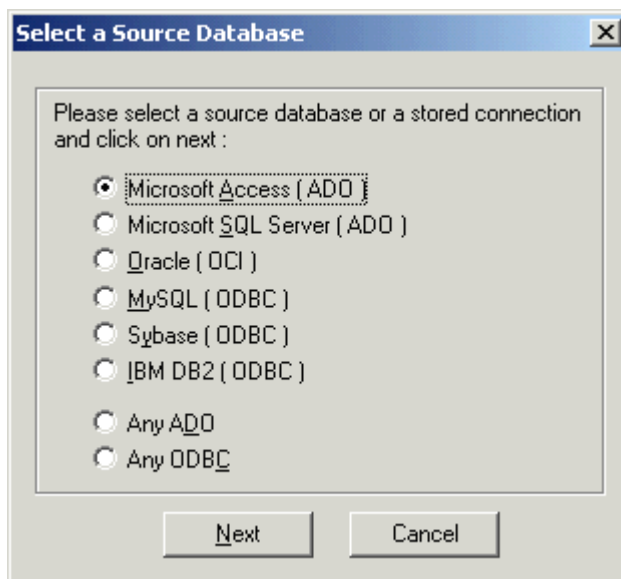 Select a Source Database
Please select a source database or a stored connection
and click on next :
Microsoft Access ( ADO )
Microsoft SQL Server ( ADO )
Oracle ( OCI )
MySQL ( ODBC )
Sybase ( ODBC )
IBM DB2 ( ODBC )
Any ADO
Any ODBC
Next
Cancel